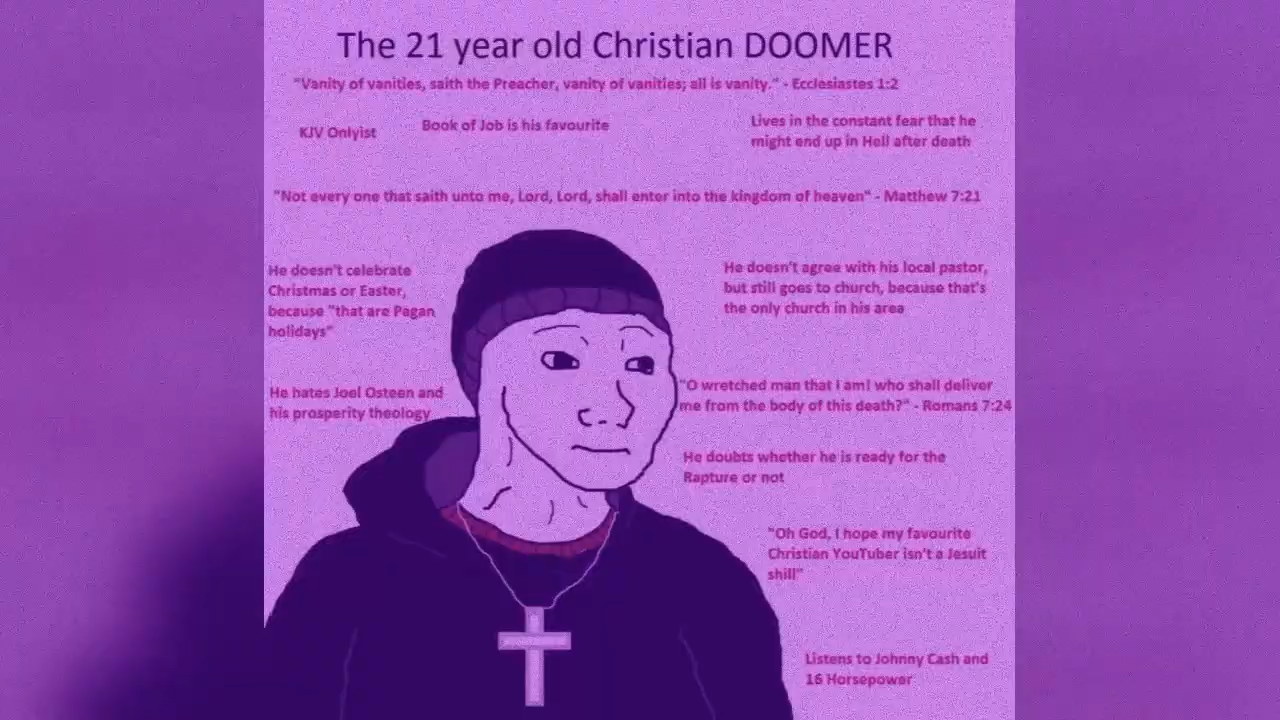 The 21 year old Christian DOOMER
"Vanity of vanities, saith the Preacher, vanity of vanities; all is vanity." - Ecclesiastes 1:2
KJV Onlyist
Book of Job is his favourite
Lives in the constant fear that he
might end up in Hell after death
"Not every one that saith unto me, Lord, Lord, shall enter into the kingdom of heaven" - Matthew 7:21
He doesn't celebrate
Christmas or Easter,
because "that are Pagan
holidays"
He doesn't agree with his local pastor,
but still goes to church, because that's
the only church in his area
He hates Joel Osteen and
his prosperity theology
"O wretched man that I am! who shall deliver
me from the body of this death?" - Romans 7:24
He doubts whether he is ready for the
Rapture or not
"Oh God, I hope my favourite
Christian YouTuber isn't a Jesuit
shill"
Listens to Johnny Cash and
16 Horsepower